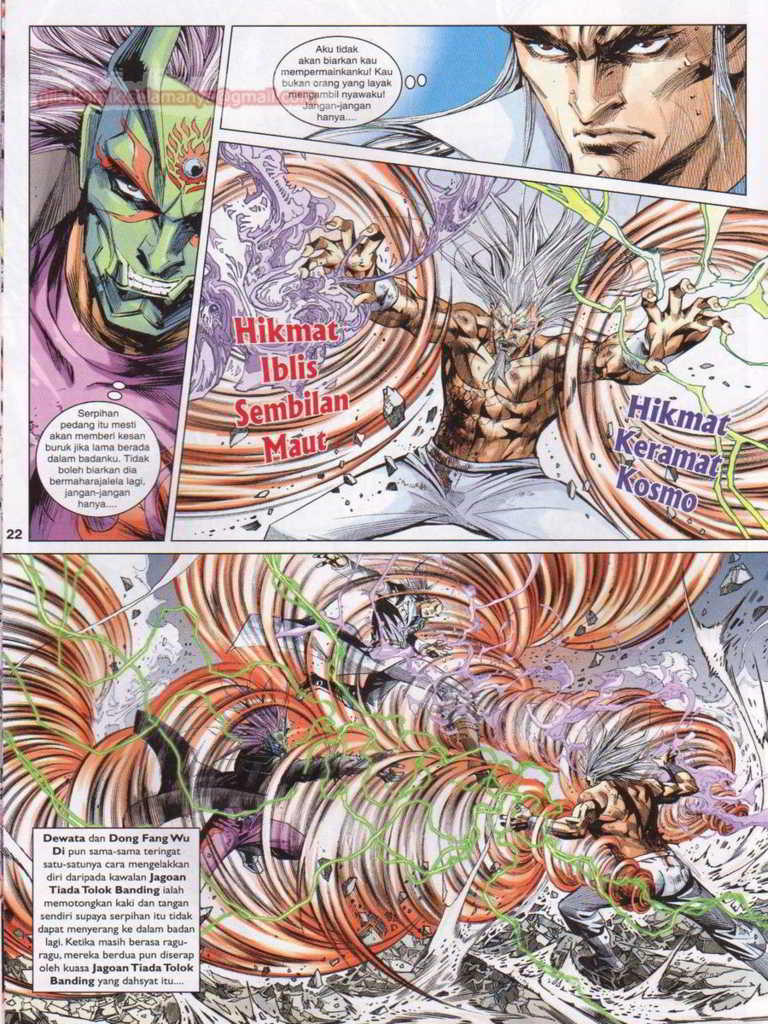 Aku tidak
akan biarkan kau
mempermainkanku! Kau
bukan orang yang layak
mengambil nyawaku!
Jangan-jangan
hanya....
Serpihan
pedang itu mesti
akan memberi kesan
buruk jika lama berada
dalam badanku. Tidak
boleh biarkan dia
bermaharajalela lagi,
jangan-jangan
hanya....
Hikmat
Iblis
Sembilan
Maut
Hikmat
Keramat
Kosmo
22
Dewata dan Dong Fang Wu
Di pun sama-sama teringat
satu-satunya cara mengelakkan
diri daripada kawalan Jagoan
Tiada Tolok Banding ialah
memotongkan kaki dan tangan
sendiri supaya serpihan itu tidak
dapat menyerang ke dalam badan
lagi. Ketika masih berasa ragu-
ragu, mereka berdua pun diserap
oleh kuasa Jagoan Tiada Tolok
Banding yang dahsyat itu....